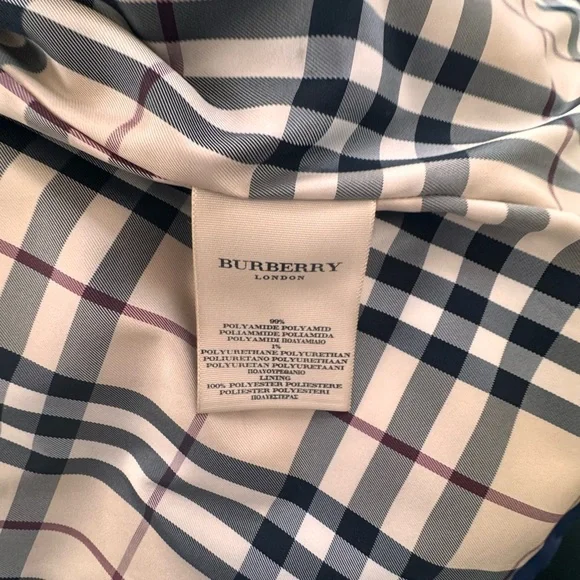 BURBERRY
LONDON
99%
POLYAMIDE POLYAMID
POLIAMMIDE POLIAMIDA
POLYAMIDI ΠΟΛΥΑΜΙΔΙΟ
1%
POLYURETHANE POLYURETHAN
POLIURETANO POLYURETHAAN
POLYURETAN POLYURETAANI
ΠΟΛΥΟΥΡΕΘΑΝΙΟ
LINING
100% POLYESTER POLIESTERE
POLIESTER POLYESTERI
ΠΟΛΥΕΣΤΕΡΑΣ